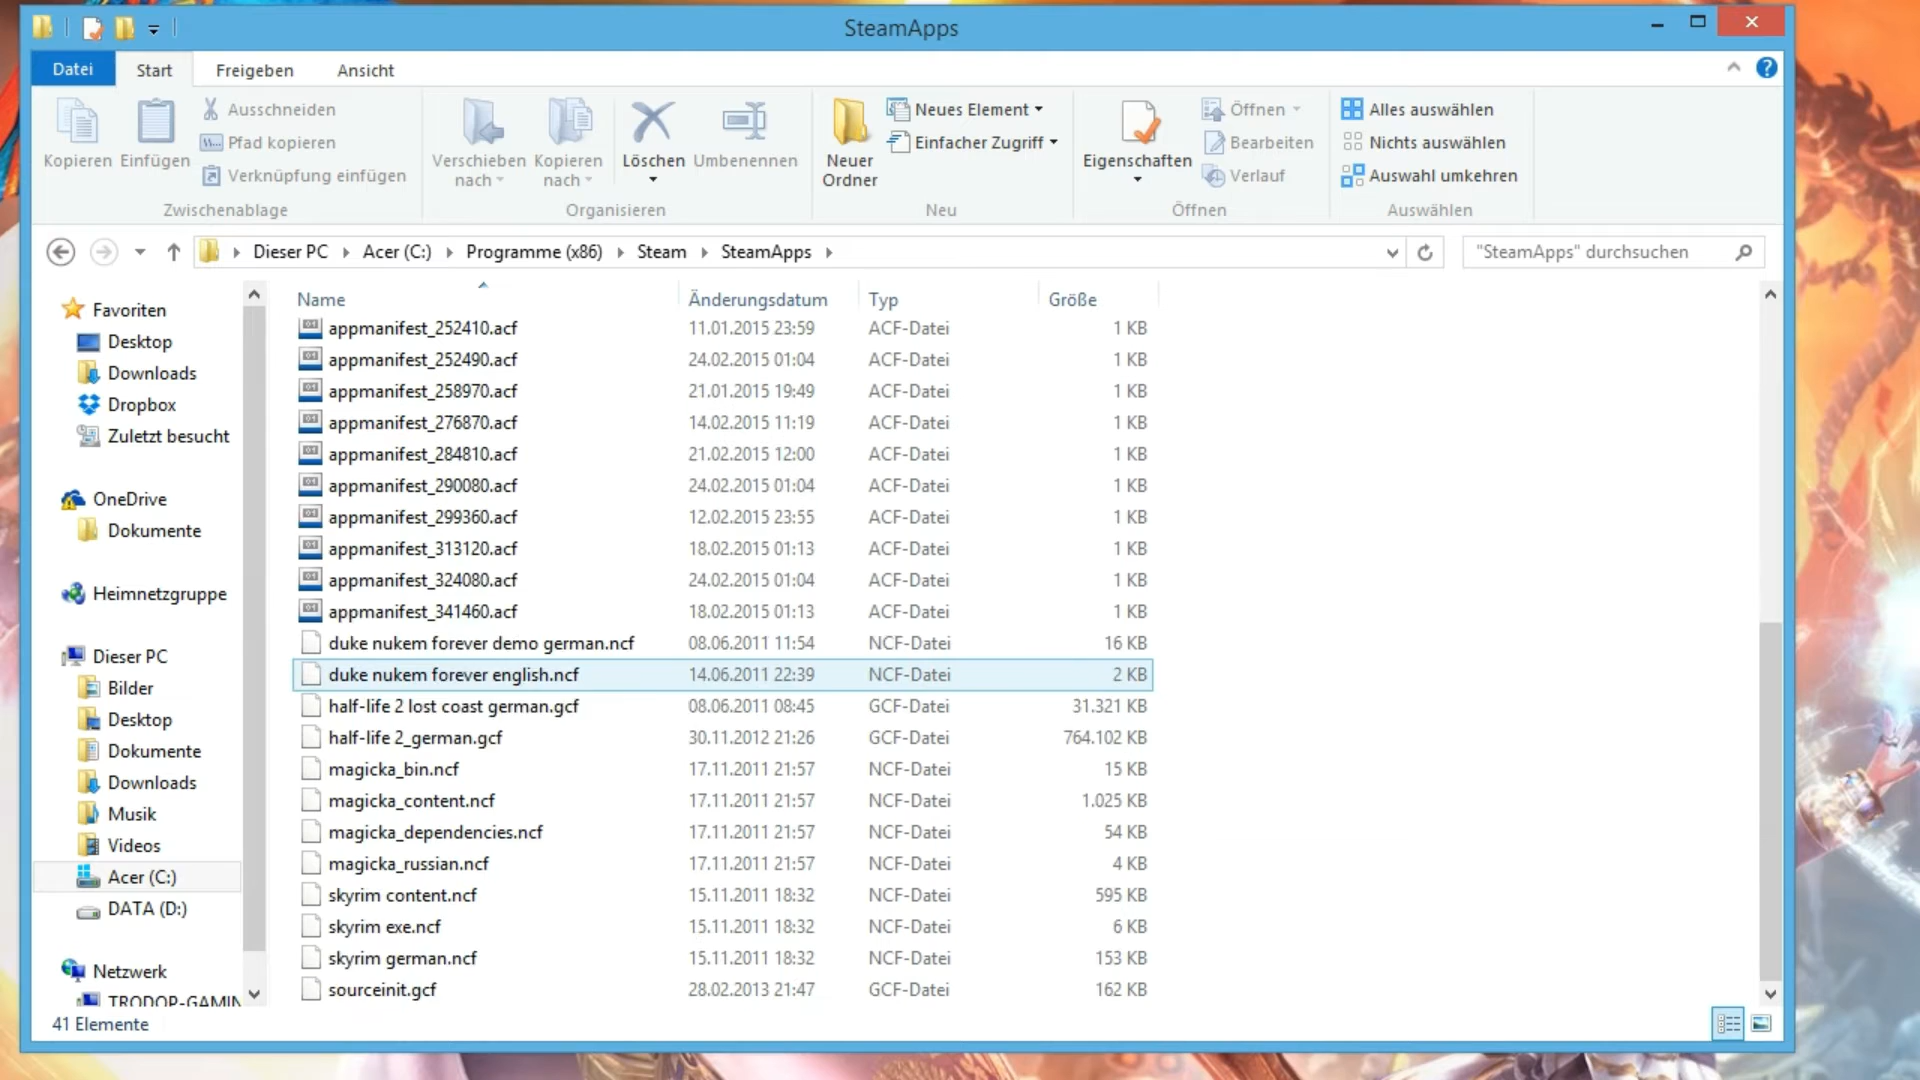 SteamApps
Datei Start Freigeben Ansicht
Kopieren Einfügen Ausschneiden Pfad kopieren Verknüpfung einfügen
Zwischenablage
Verschieben nach Kopieren nach Löschen Umbenennen
Organisieren
Neuer Ordner Neues Element Einfacher Zugriff
Neu
Eigenschaften Öffnen Bearbeiten Verlauf
Öffnen
Alles auswählen Nichts auswählen Auswahl umkehren
Auswählen
Dieser PC Acer (C:) Programme (x86) Steam SteamApps
"SteamApps" durchsuchen
Favoriten
Desktop
Downloads
Dropbox
Zuletzt besucht
OneDrive
Dokumente
Heimnetzgruppe
Dieser PC
Bilder
Desktop
Dokumente
Downloads
Musik
Videos
Acer (C:)
DATA (D:)
Netzwerk
TRODOP-GAMIN
Name Änderungsdatum Typ Größe
appmanifest_252410.acf 11.01.2015 23:59 ACF-Datei 1 KB
appmanifest_252490.acf 24.02.2015 01:04 ACF-Datei 1 KB
appmanifest_258970.acf 21.01.2015 19:49 ACF-Datei 1 KB
appmanifest_276870.acf 14.02.2015 11:19 ACF-Datei 1 KB
appmanifest_284810.acf 21.02.2015 12:00 ACF-Datei 1 KB
appmanifest_290080.acf 24.02.2015 01:04 ACF-Datei 1 KB
appmanifest_299360.acf 12.02.2015 23:55 ACF-Datei 1 KB
appmanifest_313120.acf 18.02.2015 01:13 ACF-Datei 1 KB
appmanifest_324080.acf 24.02.2015 01:04 ACF-Datei 1 KB
appmanifest_341460.acf 18.02.2015 01:13 ACF-Datei 1 KB
duke nukem forever demo german.ncf 08.06.2011 11:54 NCF-Datei 16 KB
duke nukem forever english.ncf 14.06.2011 22:39 NCF-Datei 2 KB
half-life 2 lost coast german.gcf 08.06.2011 08:45 GCF-Datei 31.321 KB
half-life 2_german.gcf 30.11.2012 21:26 GCF-Datei 764.102 KB
magicka_bin.ncf 17.11.2011 21:57 NCF-Datei 15 KB
magicka_content.ncf 17.11.2011 21:57 NCF-Datei 1.025 KB
magicka_dependencies.ncf 17.11.2011 21:57 NCF-Datei 54 KB
magicka_russian.ncf 17.11.2011 21:57 NCF-Datei 4 KB
skyrim content.ncf 15.11.2011 18:32 NCF-Datei 595 KB
skyrim exe.ncf 15.11.2011 18:32 NCF-Datei 6 KB
skyrim german.ncf 15.11.2011 18:32 NCF-Datei 153 KB
sourceinit.gcf 28.02.2013 21:47 GCF-Datei 162 KB
41 Elemente